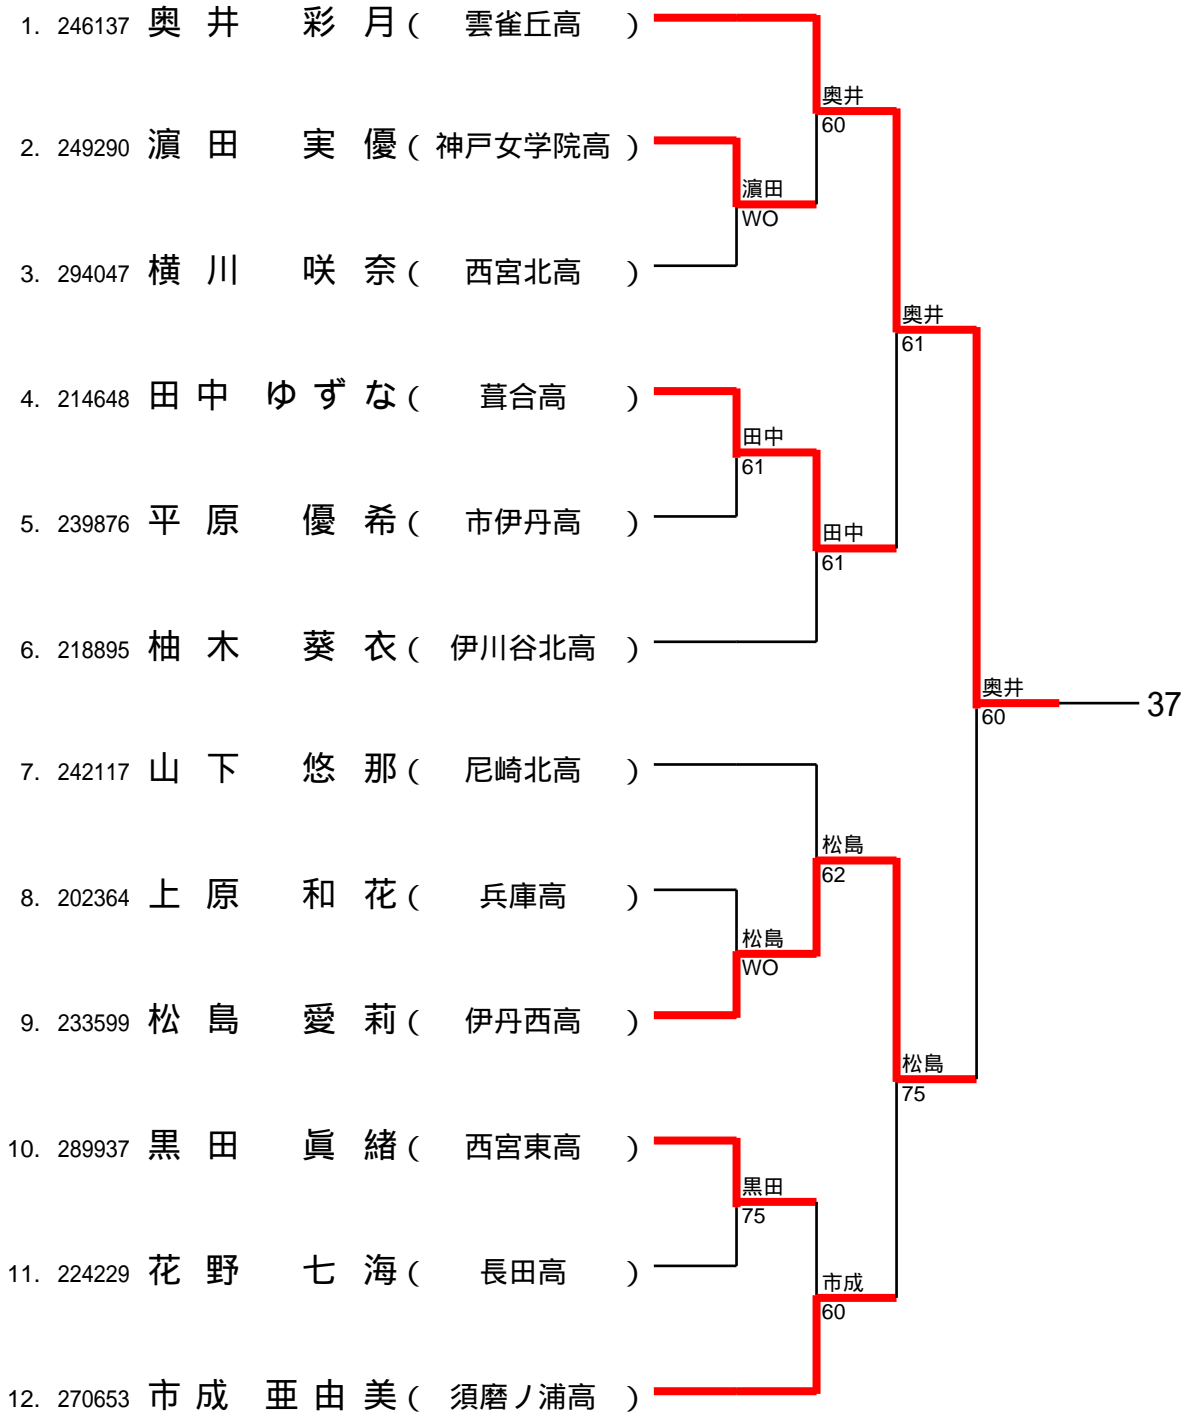 1. 246137 奥井 彩月 ( 雲雀丘高 )
奥井
60
2. 249290 濵田 実優 ( 神戸女学院高 )
濵田
WO
3. 294047 横川 咲奈 ( 西宮北高 )
奥井
61
4. 214648 田中 ゆずな ( 葺合高 )
田中
61
5. 239876 平原 優希 ( 市伊丹高 )
田中
61
6. 218895 柚木 葵衣 ( 伊川谷北高 )
奥井
60
37
7. 242117 山下 悠那 ( 尼崎北高 )
松島
62
8. 202364 上原 和花 ( 兵庫高 )
松島
WO
9. 233599 松島 愛莉 ( 伊丹西高 )
松島
75
10. 289937 黒田 眞緒 ( 西宮東高 )
黒田
75
11. 224229 花野 七海 ( 長田高 )
市成
60
12. 270653 市成 亜由美 ( 須磨ノ浦高 )